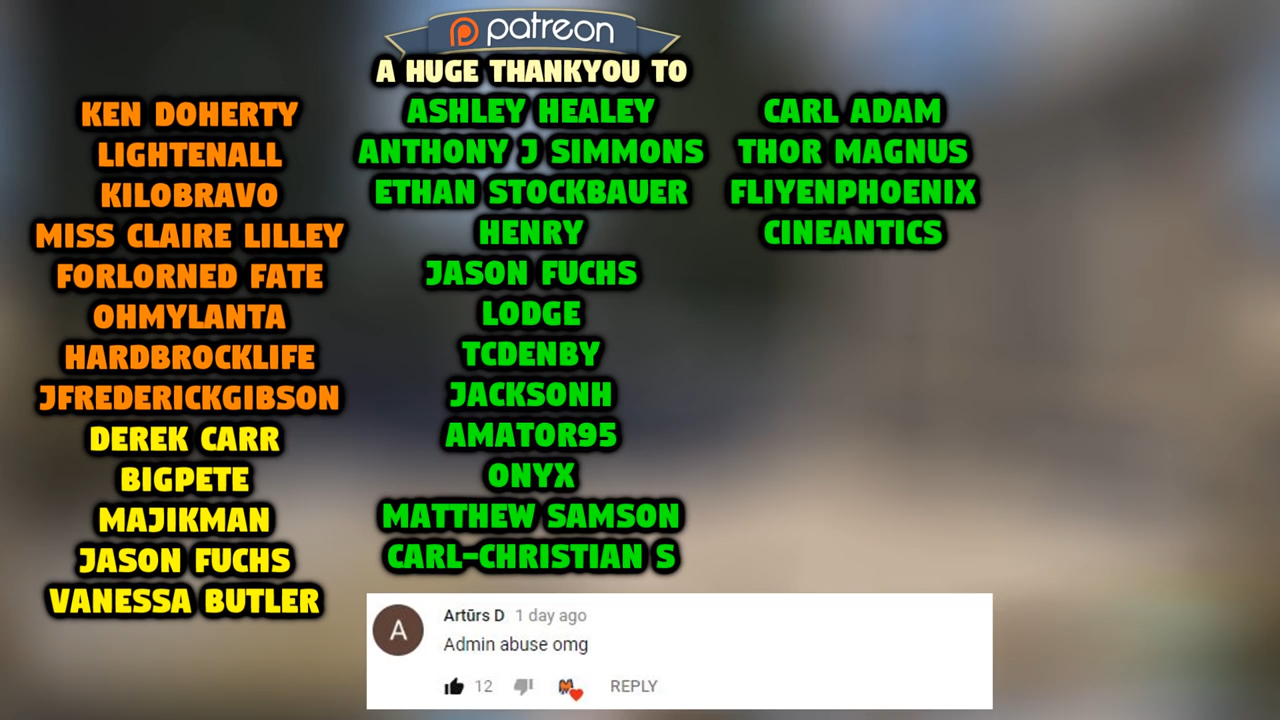 patreon
A HUGE THANKYOU TO
KEN DOHERTY
LIGHTENALL
KILOBRAVO
MISS CLAIRE LILLEY
FORLORNED FATE
OHMYLANTA
HARDBROCKLIFE
JFREDERICKGIBSON
DEREK CARR
BIGPETE
MAJIKMAN
JASON FUCHS
VANESSA BUTLER
ASHLEY HEALEY
ANTHONY J SIMMONS
ETHAN STOCKBAUER
HENRY
JASON FUCHS
LODGE
TCDENBY
JACKSONH
AMATOR95
ONYX
MATTHEW SAMSON
CARL-CHRISTIAN S
CARL ADAM
THOR MAGNUS
FLIYENPHOENIX
CINEANTICS
A
Artūrs D 1 day ago
Admin abuse omg
12 REPLY